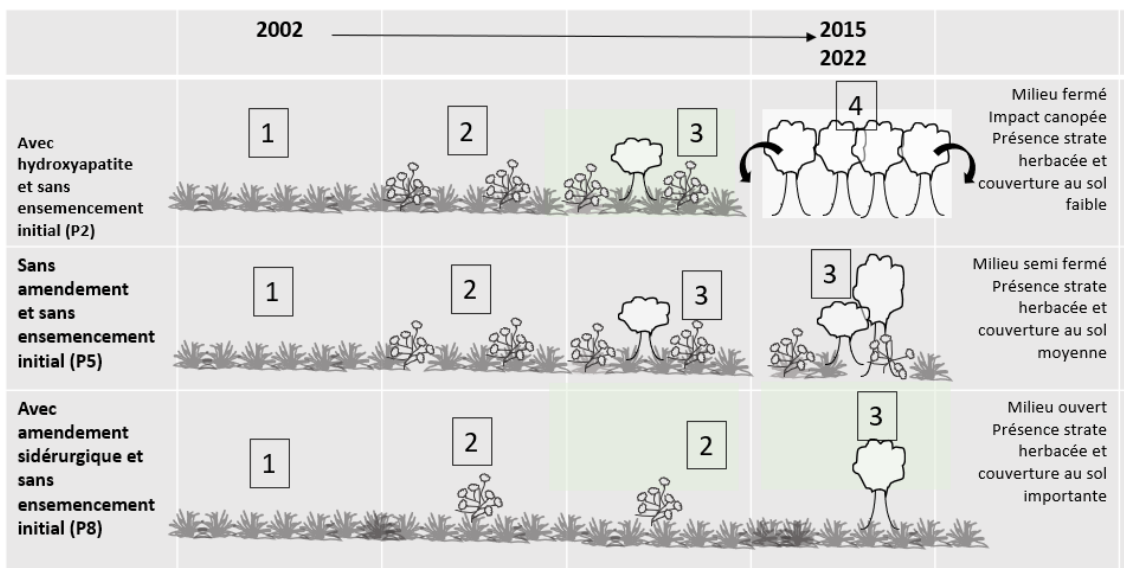 2002
2015
2022
Avec
hydroxyapatite
et sans
ensemencement
initial (P2)
1
2
3
4
Milieu fermé
Impact canopée
Présence strate
herbacée et
couverture au sol
faible
Sans
amendement
et sans
ensemencement
initial (P5)
1
2
3
3
Milieu semi fermé
Présence strate
herbacée et
couverture au sol
moyenne
Avec
amendement
sidérurgique et
sans
ensemencement
initial (P8)
1
2
2
3
Milieu ouvert
Présence strate
herbacée et
couverture au sol
importante